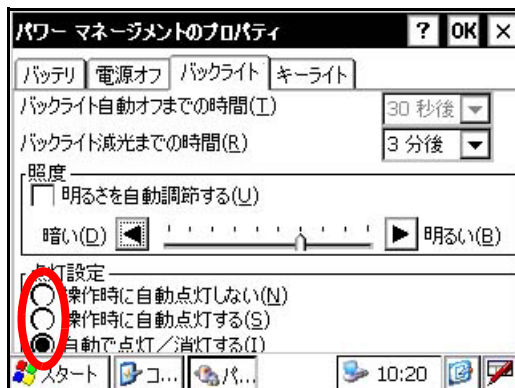 パワー マネージメントのプロパティ ? OK ×
バッテリ 電源オフ バックライト キーライト
バックライト自動オフまでの時間(T) 30 秒後
バックライト減光までの時間(R) 3 分後
照度
明るさを自動調節する(U)
暗い(D) 明るい(B)
点灯設定
操作時に自動点灯しない(N)
操作時に自動点灯する(S)
自動で点灯／消灯する(I)
スタート コ... パ... 10:20